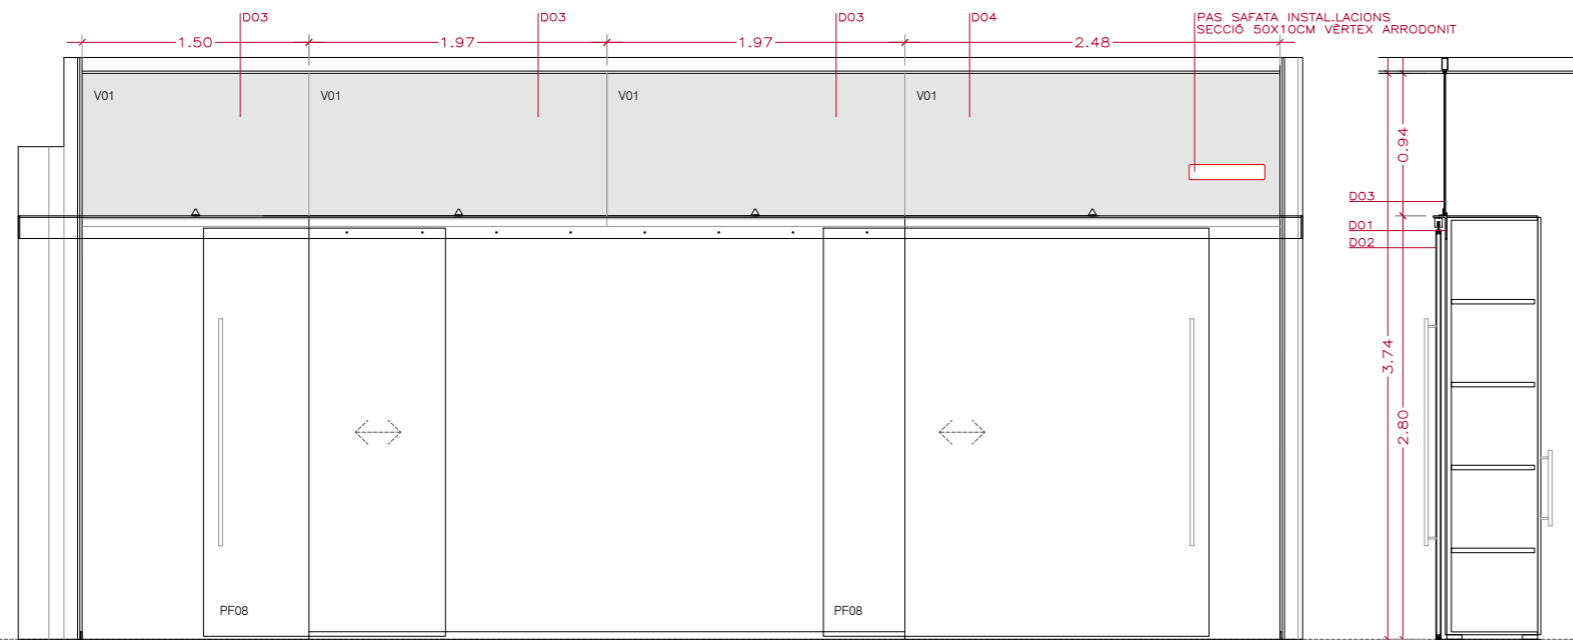 D03
D03
D03
D04
PAS SAFATA INSTAL.LACIONS
SECCIÓ 50X10CM VÈRTEX ARRODONIT
1.50
1.97
1.97
2.48
V01
V01
V01
V01
0.94
D03
D01
D02
3.74
2.80
PF08
PF08